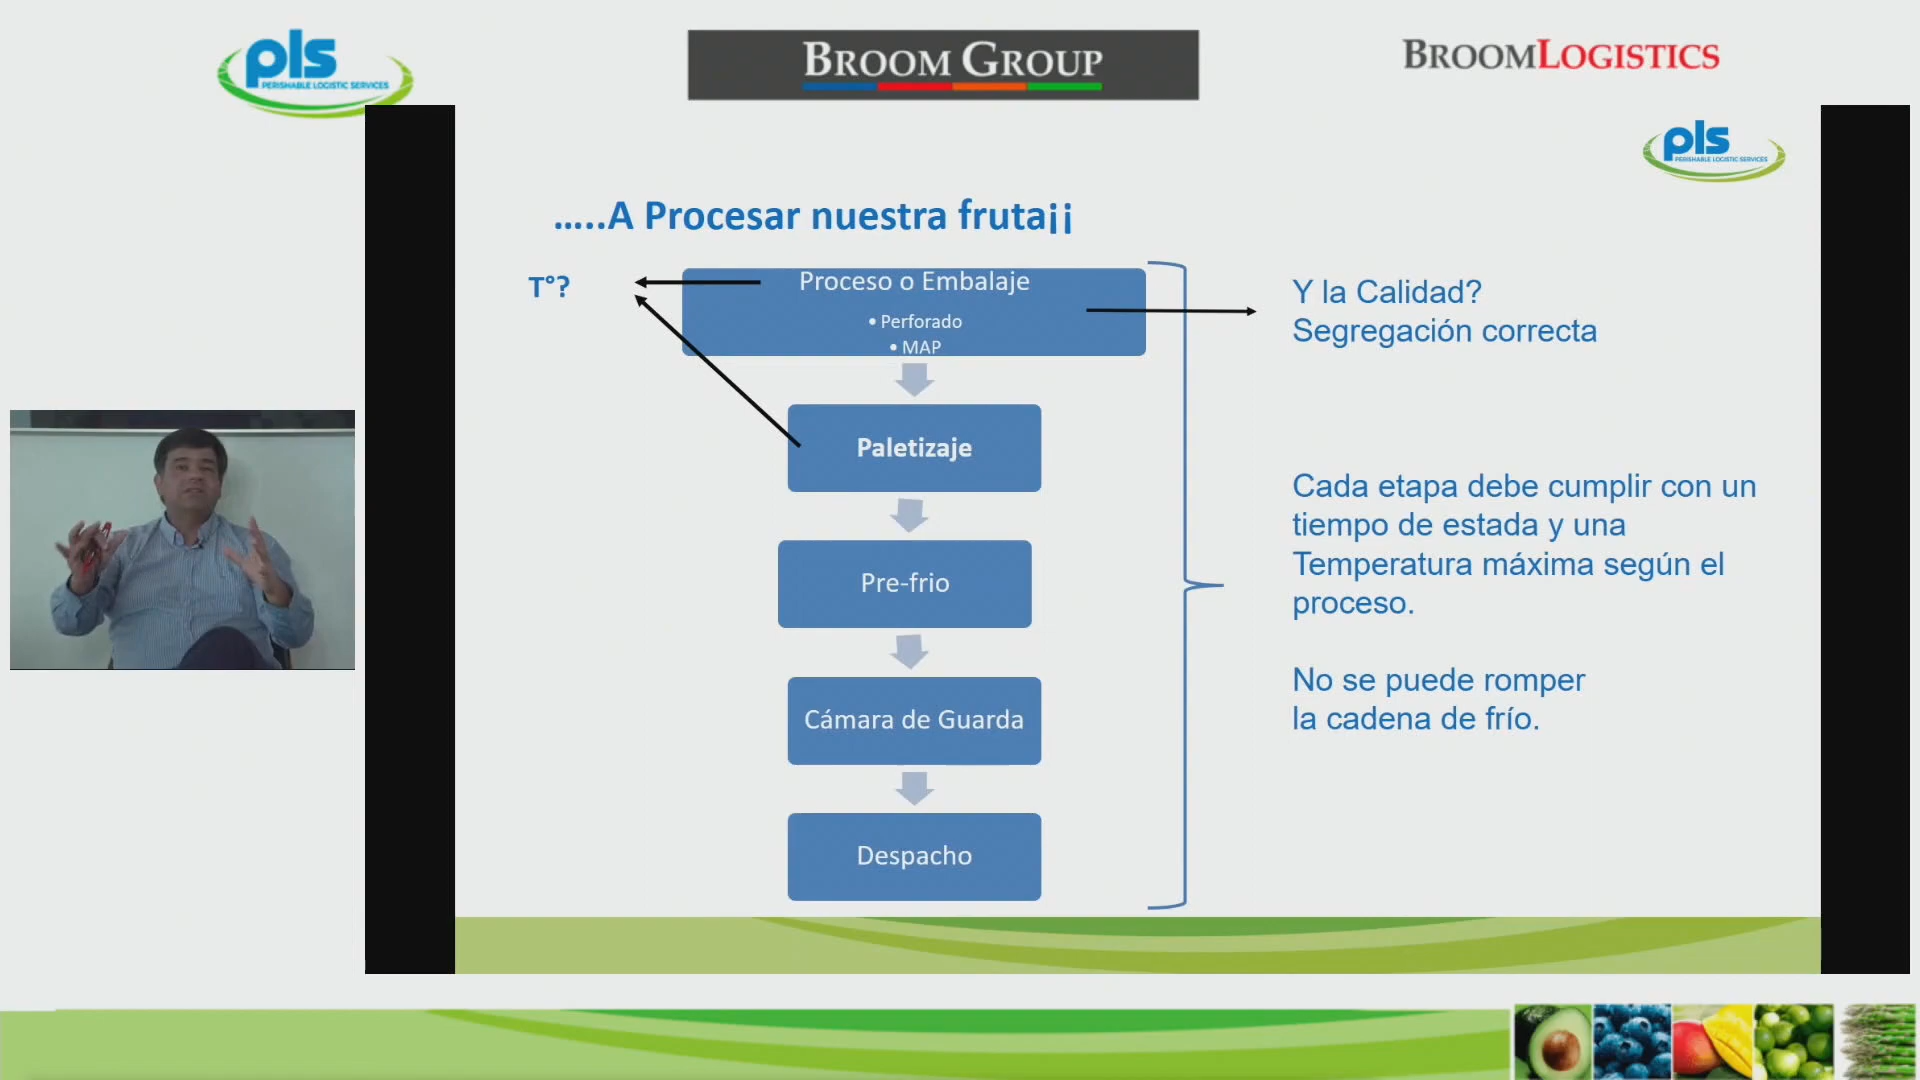 pls
PERISHABLE LOGISTIC SERVICES
BROOM GROUP
BROOMLOGISTICS
pls
PERISHABLE LOGISTIC SERVICES
.....A Procesar nuestra fruta¡¡
T°?
Proceso o Embalaje
• Perforado
• MAP
Paletizaje
Pre-frio
Cámara de Guarda
Despacho
Y la Calidad?
Segregación correcta
Cada etapa debe cumplir con un
tiempo de estada y una
Temperatura máxima según el
proceso.
No se puede romper
la cadena de frío.